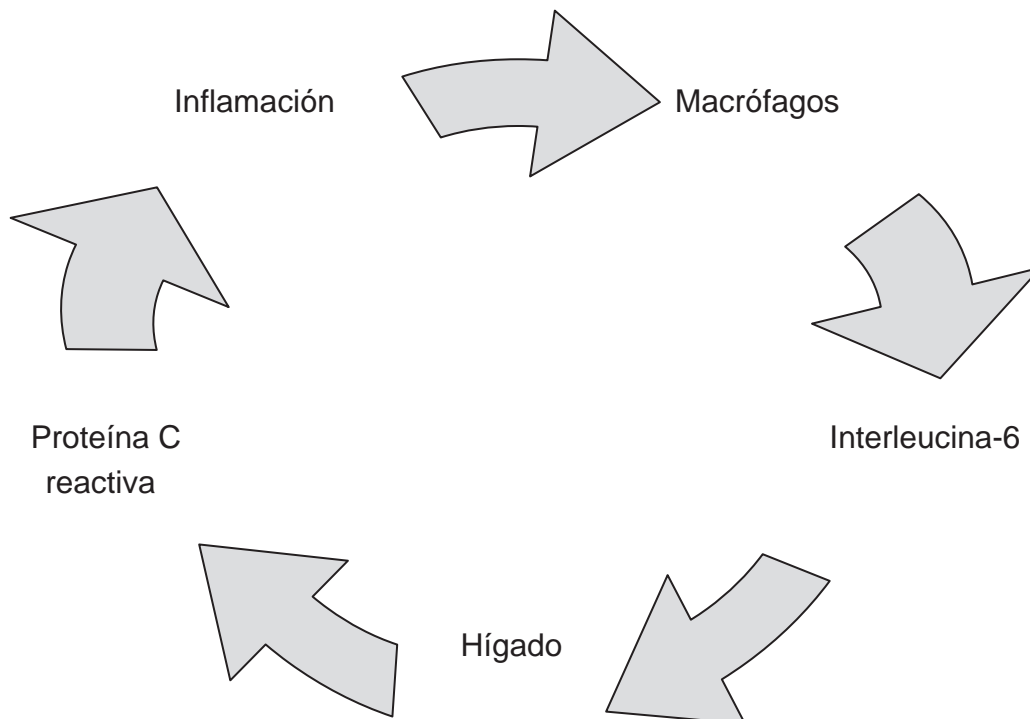 Inflamación
Macrófagos
Interleucina-6
Hígado
Proteína C
reactiva